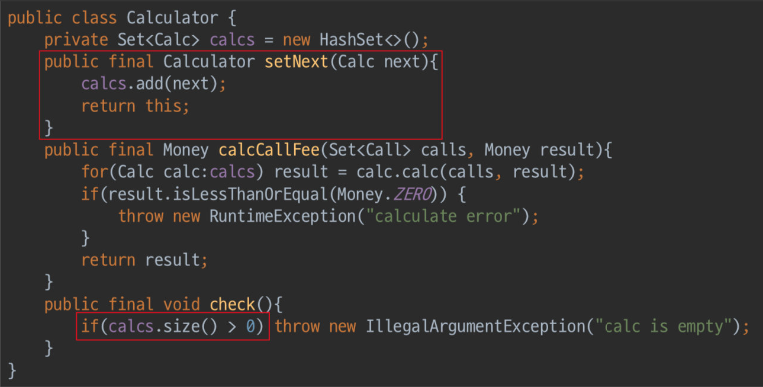 public class Calculator {
    private Set<Calc> calcs = new HashSet<>();
    public final Calculator setNext(Calc next){
        calcs.add(next);
        return this;
    }
    public final Money calcCallFee(Set<Call> calls, Money result){
        for(Calc calc:calcs) result = calc.calc(calls, result);
        if(result.isLessThanOrEqual(Money.ZERO)) {
            throw new RuntimeException("calculate error");
        }
        return result;
    }
    public final void check(){
        if(calcs.size() > 0) throw new IllegalArgumentException("calc is empty");
    }
}